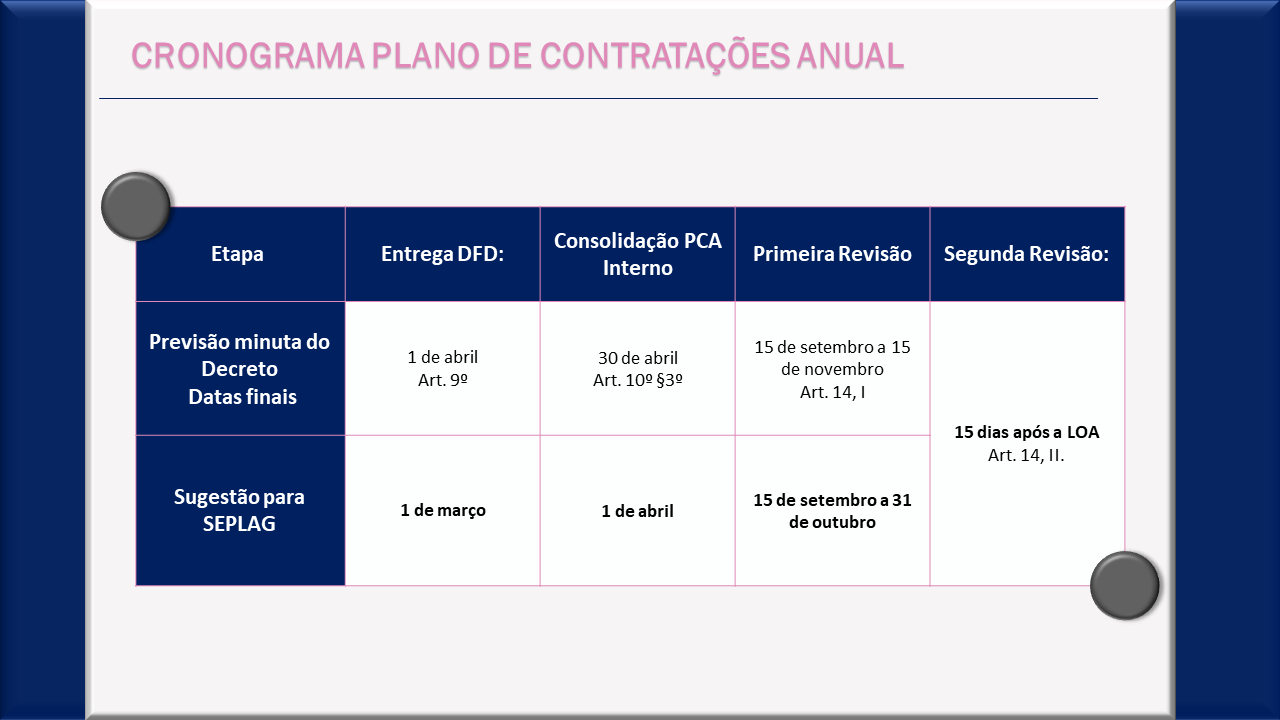 CRONOGRAMA PLANO DE CONTRATAÇÕES ANUAL
Etapa
Entrega DFD:
Consolidação PCA
Interno
Primeira Revisão
Segunda Revisão:
Previsão minuta do
Decreto
Datas finais
1 de abril
Art. 9º
30 de abril
Art. 10º §3º
15 de setembro a 15
de novembro
Art. 14, I
15 dias após a LOA
Art. 14, II.
Sugestão para
SEPLAG
1 de março
1 de abril
15 de setembro a 31
de outubro